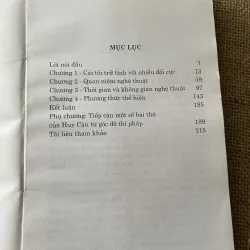 MỤC LỤC
Lời nói đầu 7
Chương 1 - Cái tôi trữ tình với nhiều đối cực 13
Chương 2 - Quan niệm nghệ thuật 59
Chương 3 - Thời gian và không gian nghệ thuật 97
Chương 4 - Phương thức thể hiện 143
Kết luận 185
Phụ chương: Tiếp cận một số bài thơ
của Huy Cận từ góc độ thi pháp 189
Tài liệu tham khảo 215